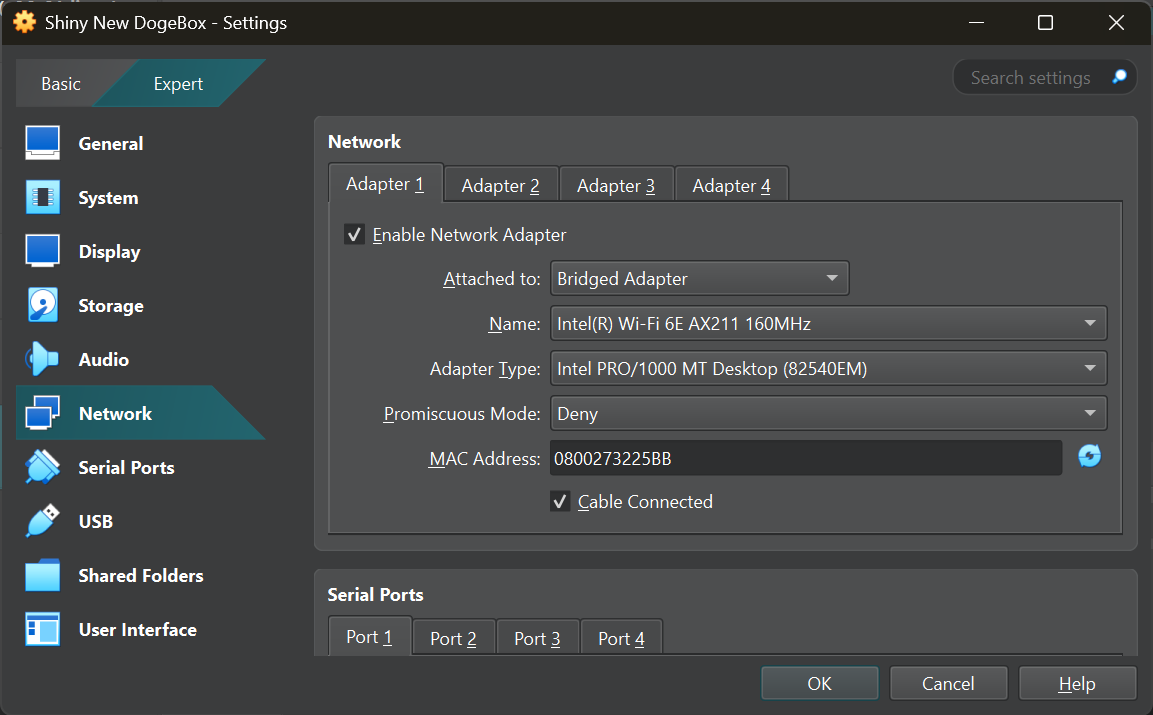 Shiny New DogeBox - Settings
Basic
Expert
Search settings
General
System
Display
Storage
Audio
Network
Serial Ports
USB
Shared Folders
User Interface
Network
Adapter 1
Adapter 2
Adapter 3
Adapter 4
Enable Network Adapter
Attached to: Bridged Adapter
Name: Intel(R) Wi-Fi 6E AX211 160MHz
Adapter Type: Intel PRO/1000 MT Desktop (82540EM)
Promiscuous Mode: Deny
MAC Address: 0800273225BB
Cable Connected
Serial Ports
Port 1
Port 2
Port 3
Port 4
OK
Cancel
Help